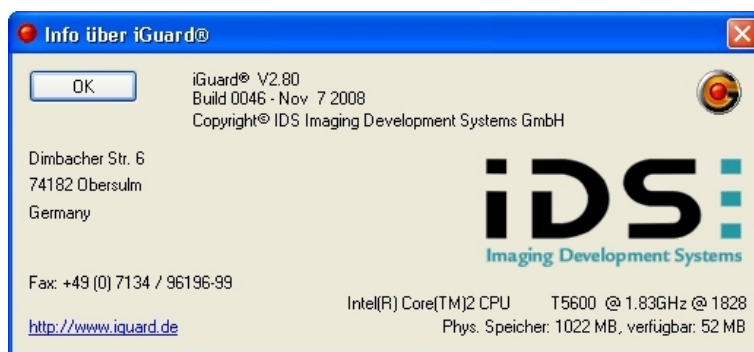 Info über iGuard®
OK
iGuard® V2.80
Build 0046 - Nov 7 2008
Copyright© IDS Imaging Development Systems GmbH
Dimbacher Str. 6
74182 Obersulm
Germany
iDS
Imaging Development Systems
Fax: +49 (0) 7134 / 96196-99
Intel(R) Core(TM)2 CPU T5600 @ 1.83GHz @ 1828
http://www.iguard.de
Phys. Speicher: 1022 MB, verfügbar: 52 MB